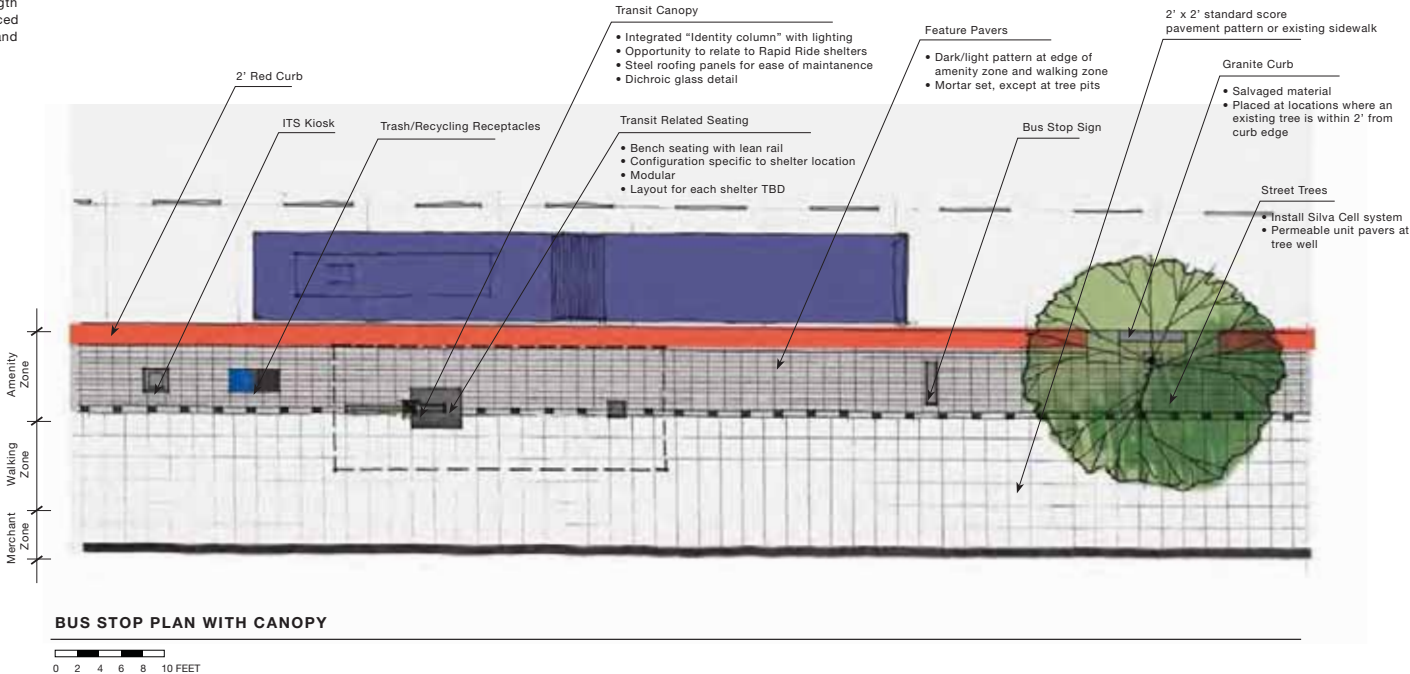 gth
ced
and
Transit Canopy
• Integrated “Identity column” with lighting
• Opportunity to relate to Rapid Ride shelters
• Steel roofing panels for ease of maintanence
• Dichroic glass detail
2’ x 2’ standard score
pavement pattern or existing sidewalk
Feature Pavers
• Dark/light pattern at edge of
amenity zone and walking zone
• Mortar set, except at tree pits
Granite Curb
• Salvaged material
• Placed at locations where an
existing tree is within 2’ from
curb edge
2’ Red Curb
ITS Kiosk
Trash/Recycling Receptacles
Transit Related Seating
• Bench seating with lean rail
• Configuration specific to shelter location
• Modular
• Layout for each shelter TBD
Bus Stop Sign
Street Trees
• Install Silva Cell system
• Permeable unit pavers at
tree well
Amenity
Zone
Walking
Zone
Merchant
Zone
BUS STOP PLAN WITH CANOPY
0 2 4 6 8 10 FEET